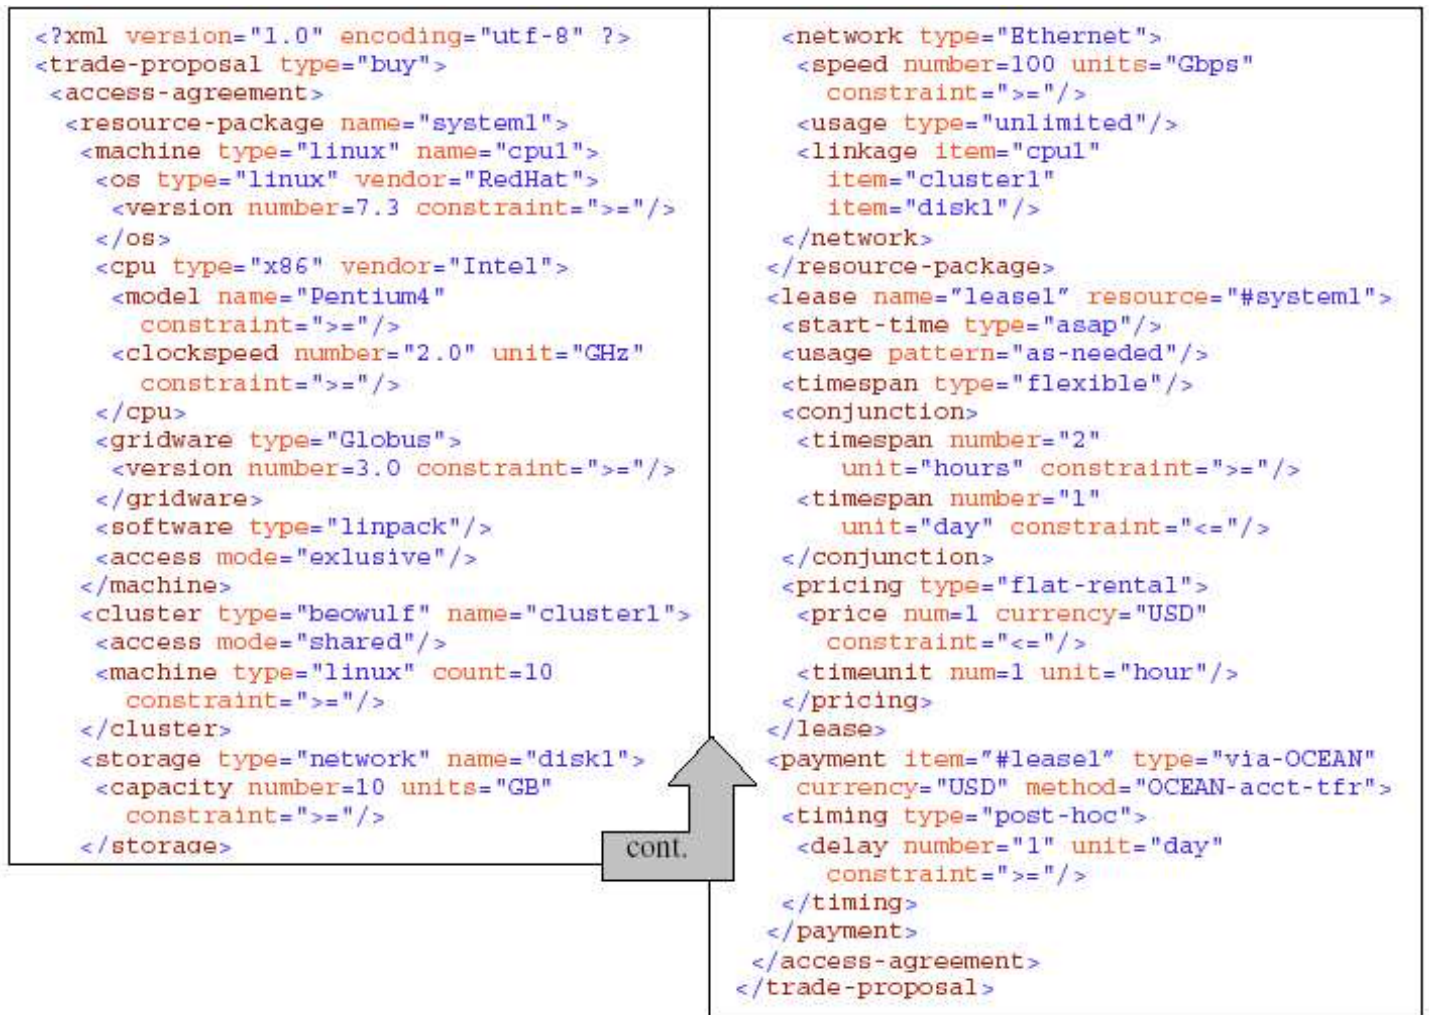 <?xml version="1.0" encoding="utf-8" ?>
<trade-proposal type="buy">
<access-agreement>
<resource-package name="system1">
<machine type="linux" name="cpu1">
<os type="linux" vendor="RedHat">
<version number=7.3 constraint=">="/>
</os>
<cpu type="x86" vendor="Intel">
<model name="Pentium4"
constraint=">="/>
<clockspeed number="2.0" unit="GHz"
constraint=">="/>
</cpu>
<gridware type="Globus">
<version number=3.0 constraint=">="/>
</gridware>
<software type="linpack"/>
<access mode="exlusive"/>
</machine>
<cluster type="beowulf" name="cluster1">
<access mode="shared"/>
<machine type="linux" count=10
constraint=">="/>
</cluster>
<storage type="network" name="disk1">
<capacity number=10 units="GB"
constraint=">="/>
</storage>
cont.
<network type="Ethernet">
<speed number=100 units="Gbps"
constraint=">="/>
<usage type="unlimited"/>
<linkage item="cpu1"
item="cluster1"
item="disk1"/>
</network>
</resource-package>
<lease name="lease1" resource="#system1">
<start-time type="asap"/>
<usage pattern="as-needed"/>
<timespan type="flexible"/>
<conjunction>
<timespan number="2"
unit="hours" constraint=">="/>
<timespan number="1"
unit="day" constraint="<="/>
</conjunction>
<pricing type="flat-rental">
<price num=1 currency="USD"
constraint="<="/>
<timeunit num=1 unit="hour"/>
</pricing>
</lease>
<payment item="#lease1" type="via-OCEAN"
currency="USD" method="OCEAN-acct-tfr">
<timing type="post-hoc">
<delay number="1" unit="day"
constraint=">="/>
</timing>
</payment>
</access-agreement>
</trade-proposal>